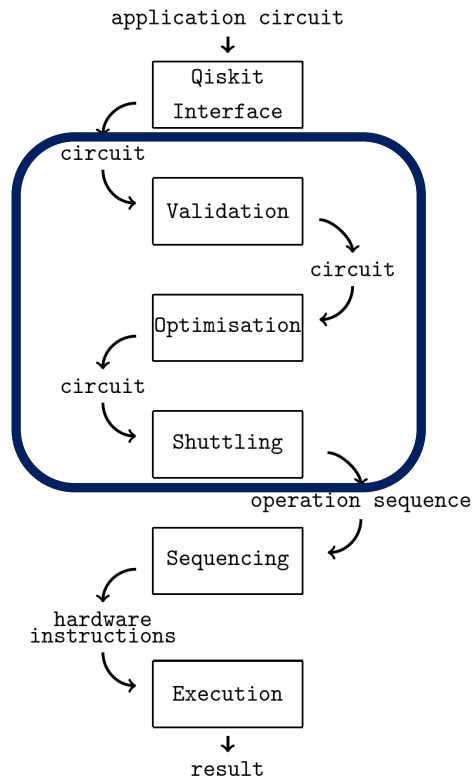 application circuit
Qiskit
Interface
circuit
Validation
circuit
Optimisation
circuit
Shuttling
operation sequence
Sequencing
hardware
instructions
Execution
result